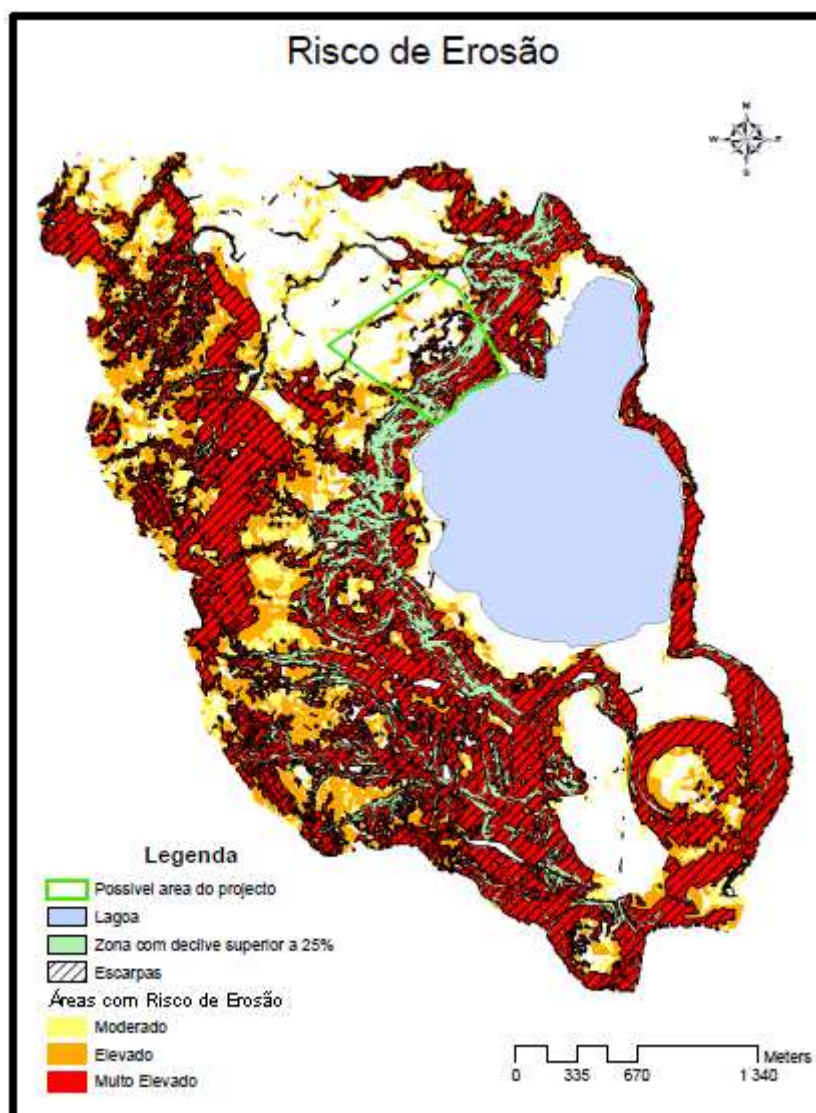 Risco de Erosão
N
W
E
S
Legenda
Possivel area do projecto
Lagoa
Zona com declive superior a 25%
Escarpas
Áreas com Risco de Erosão
Moderado
Elevado
Muito Elevado
Meters
0 335 670 1 340